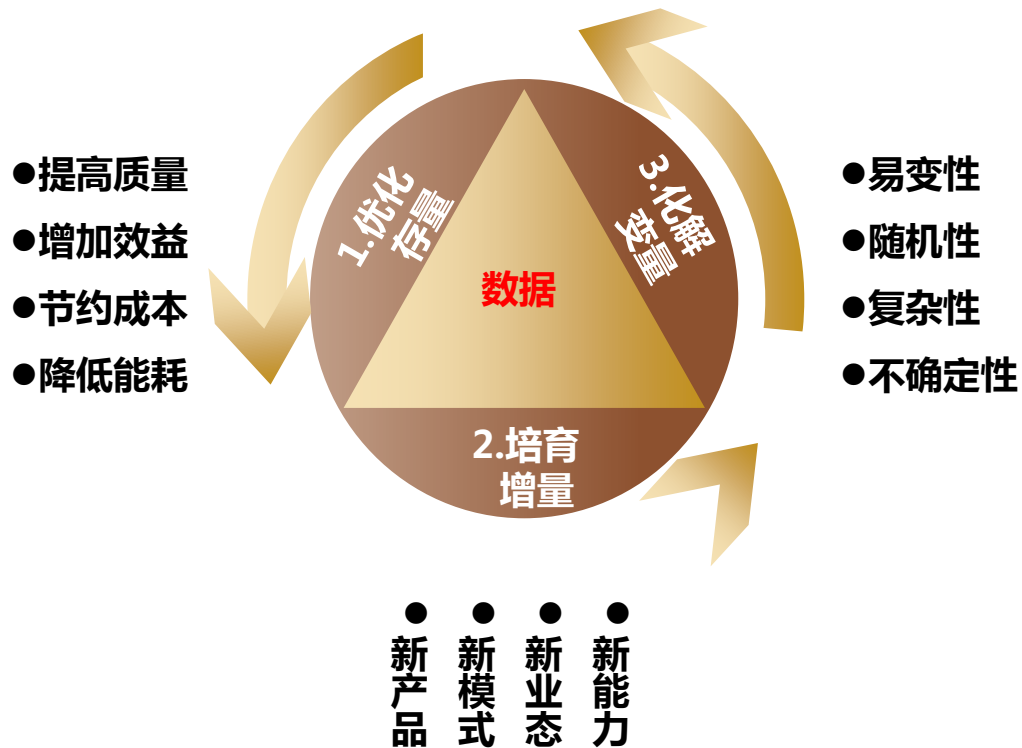 ●提高质量
●增加效益
●节约成本
●降低能耗
1.优化
存量
数据
3.化解
变量
2.培育
增量
●易变性
●随机性
●复杂性
●不确定性
●新产品
●新模式
●新业态
●新能力